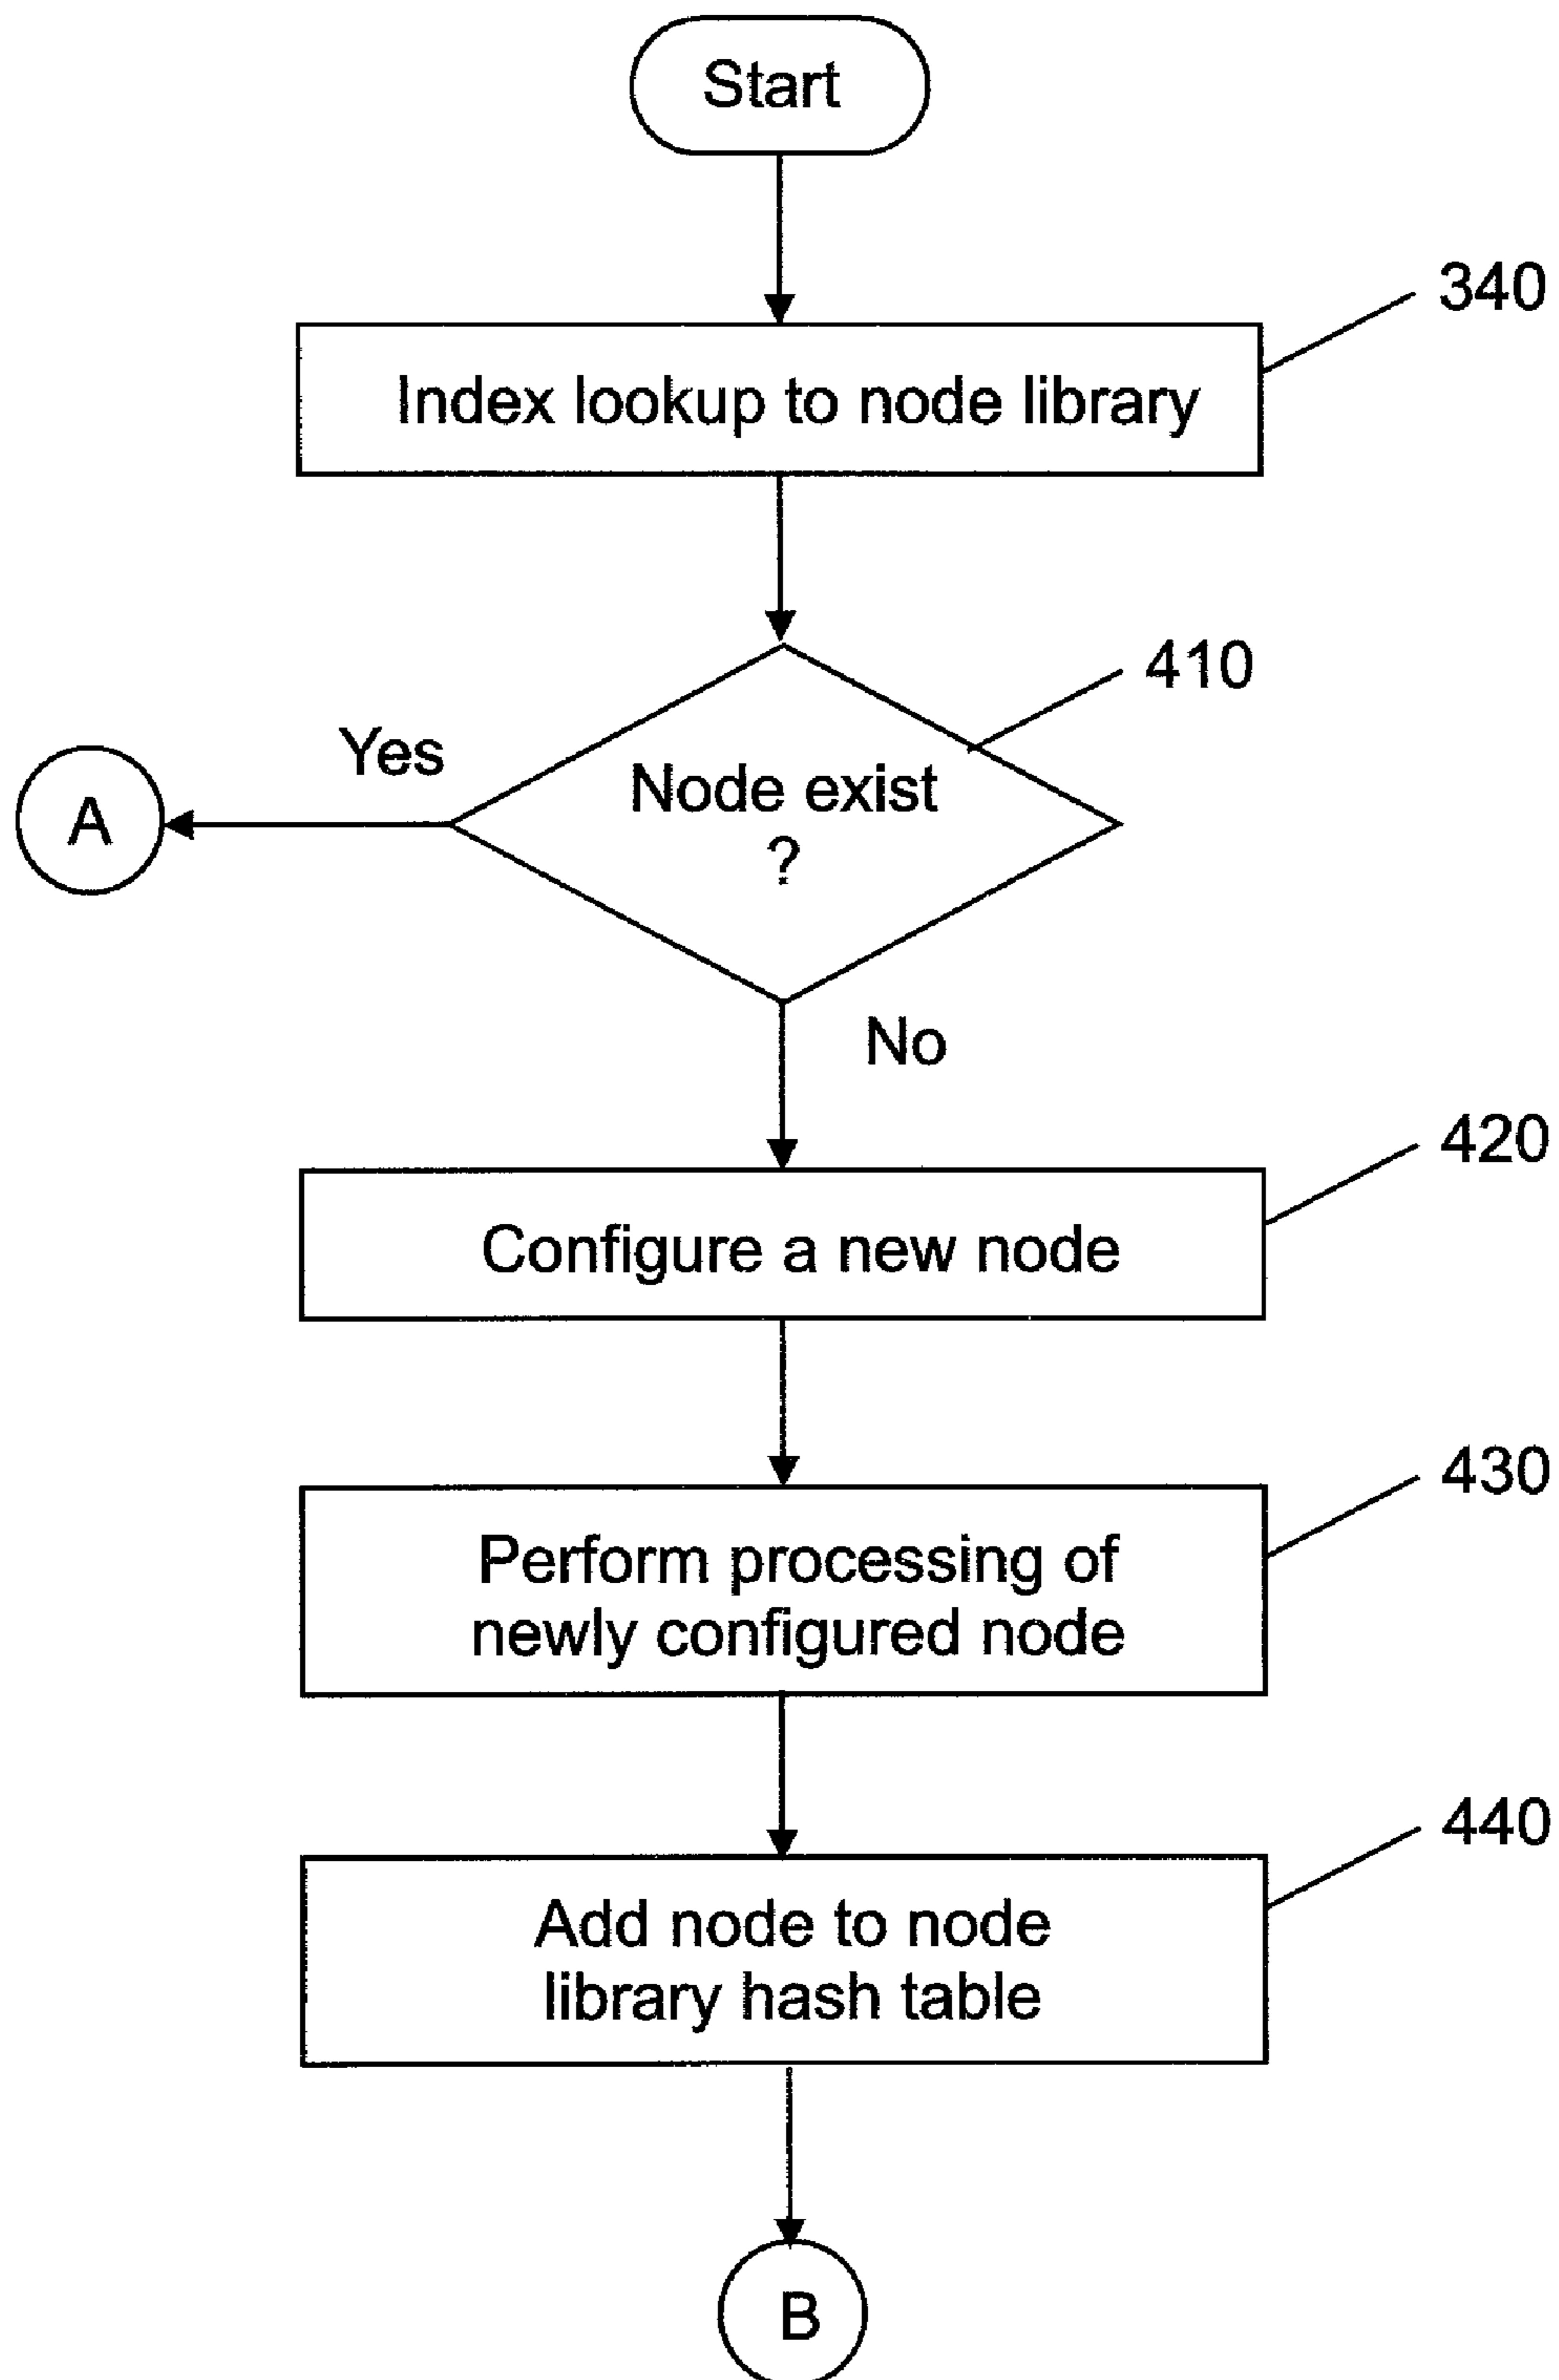 Start
340
Index lookup to node library
410
Yes
Node exist
?
A
No
420
Configure a new node
430
Perform processing of
newly configured node
440
Add node to node
library hash table
B